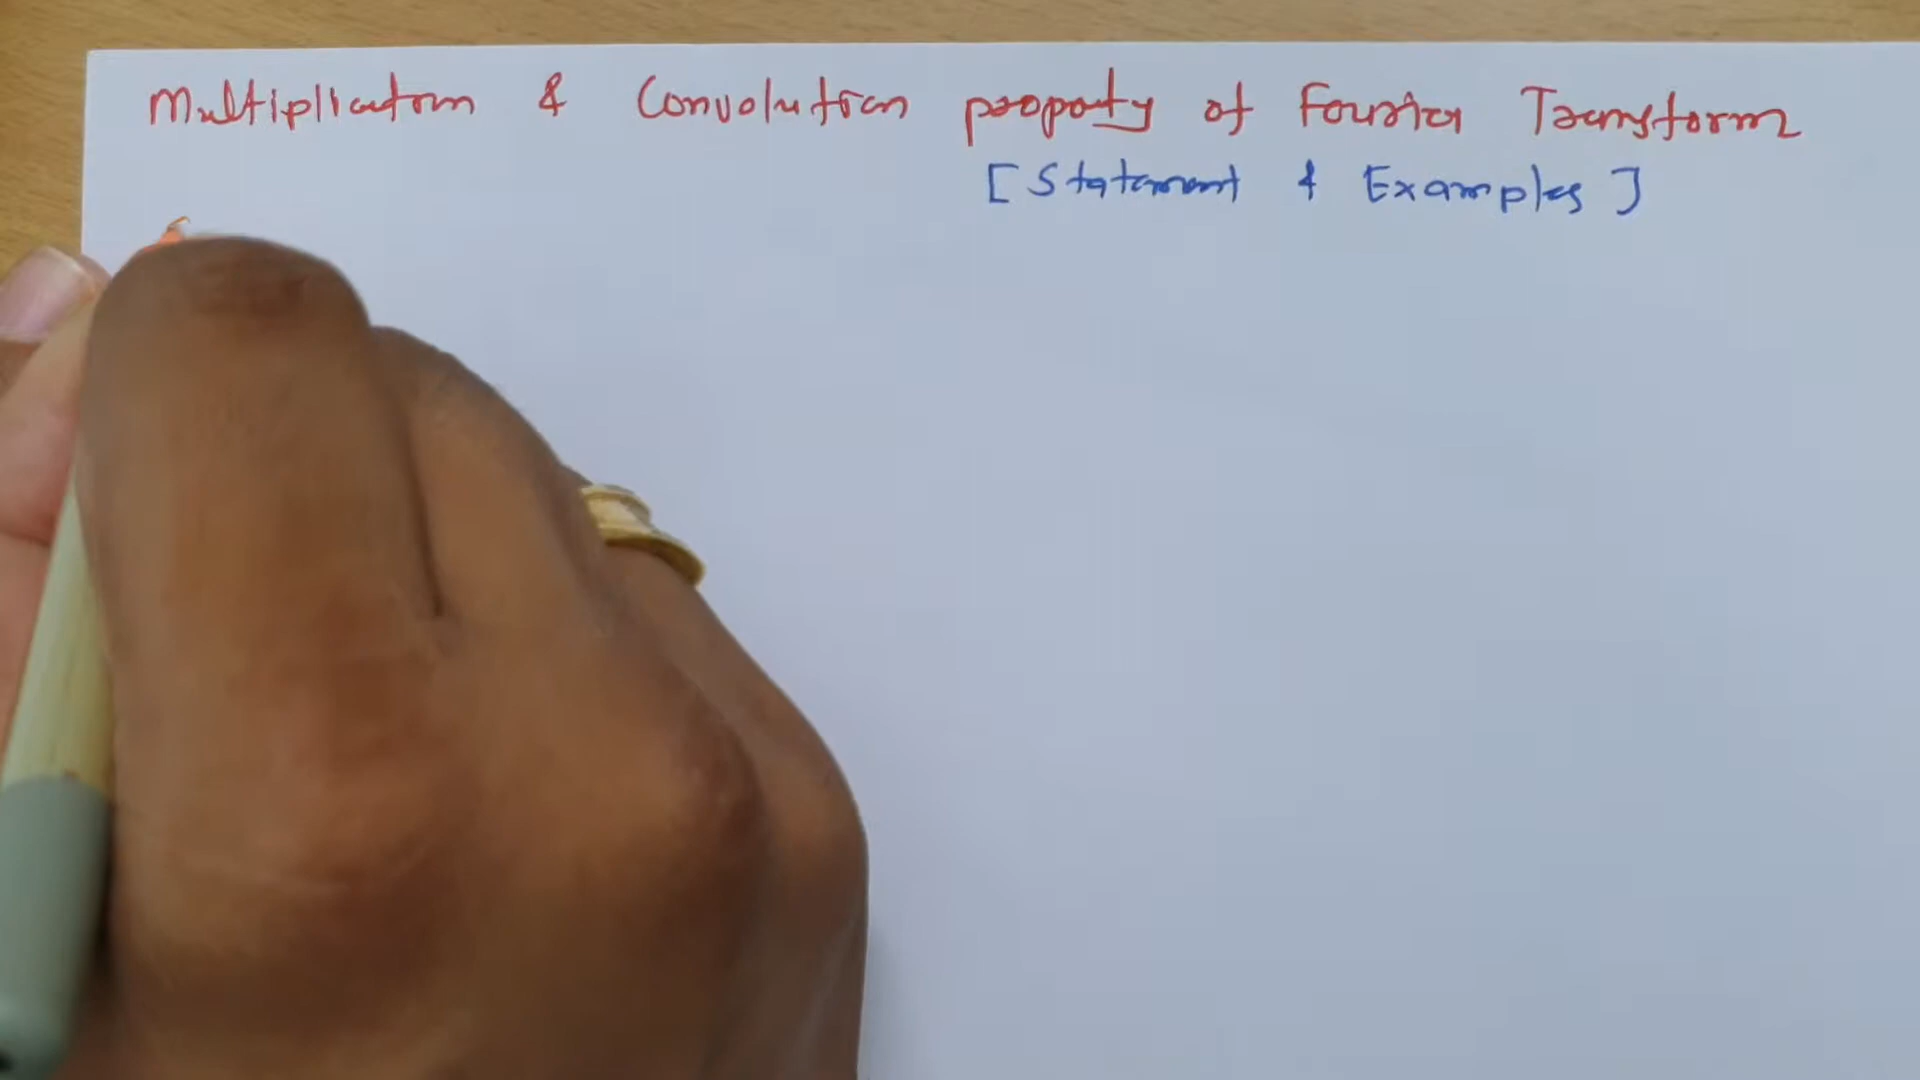 Multiplication & Convolution property of Fourier Transform
[Statement & Examples]